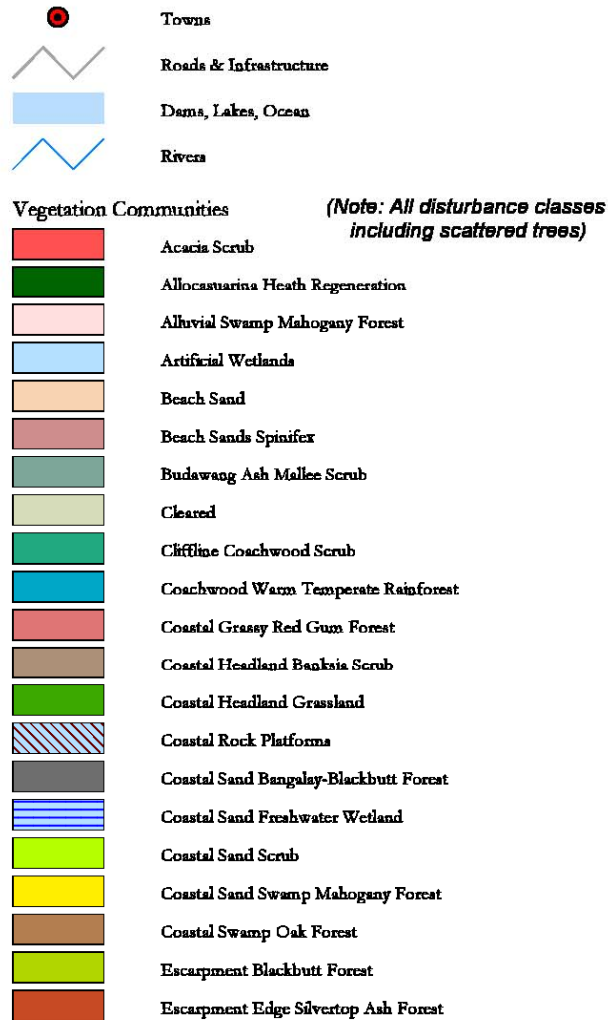 Towns
Roads & Infrastructure
Dams, Lakes, Ocean
Rivers
Vegetation Communities
(Note: All disturbance classes
including scattered trees)
Acacia Scrub
Allocasuarina Heath Regeneration
Alluvial Swamp Mahogany Forest
Artificial Wetlands
Beach Sand
Beach Sands Spinifex
Budawang Ash Mallee Scrub
Cleared
Cliffline Coachwood Scrub
Coachwood Warm Temperate Rainforest
Coastal Grassy Red Gum Forest
Coastal Headland Banksia Scrub
Coastal Headland Grassland
Coastal Rock Platforms
Coastal Sand Bangalay-Blackbutt Forest
Coastal Sand Freshwater Wetland
Coastal Sand Scrub
Coastal Sand Swamp Mahogany Forest
Coastal Swamp Oak Forest
Escarpment Blackbutt Forest
Escarpment Edge Silvertop Ash Forest